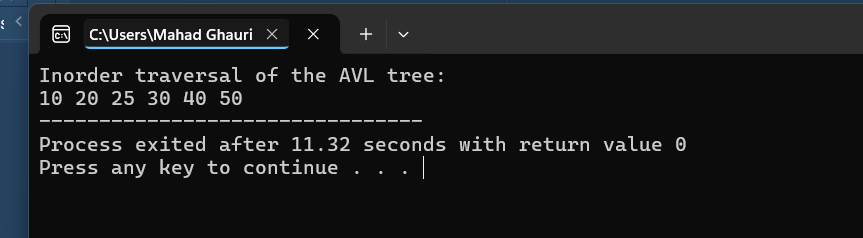 C:\Users\Mahad Ghauri
Inorder traversal of the AVL tree:
10 20 25 30 40 50
--------------------------------
Process exited after 11.32 seconds with return value 0
Press any key to continue . . .